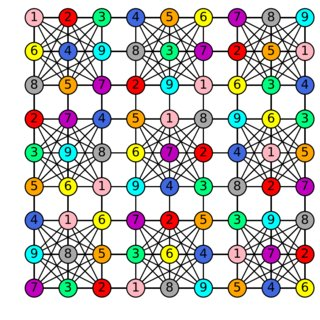 1 2 3 4 5 6 7 8 9
6 4 9 8 3 7 2 5 1
8 5 7 2 9 1 6 3 4
2 7 4 5 1 8 9 6 3
3 9 8 6 7 2 4 1 5
5 6 1 9 4 3 8 2 7
4 1 6 7 2 5 3 9 8
9 8 5 3 6 4 1 7 2
7 3 2 1 8 9 5 4 6